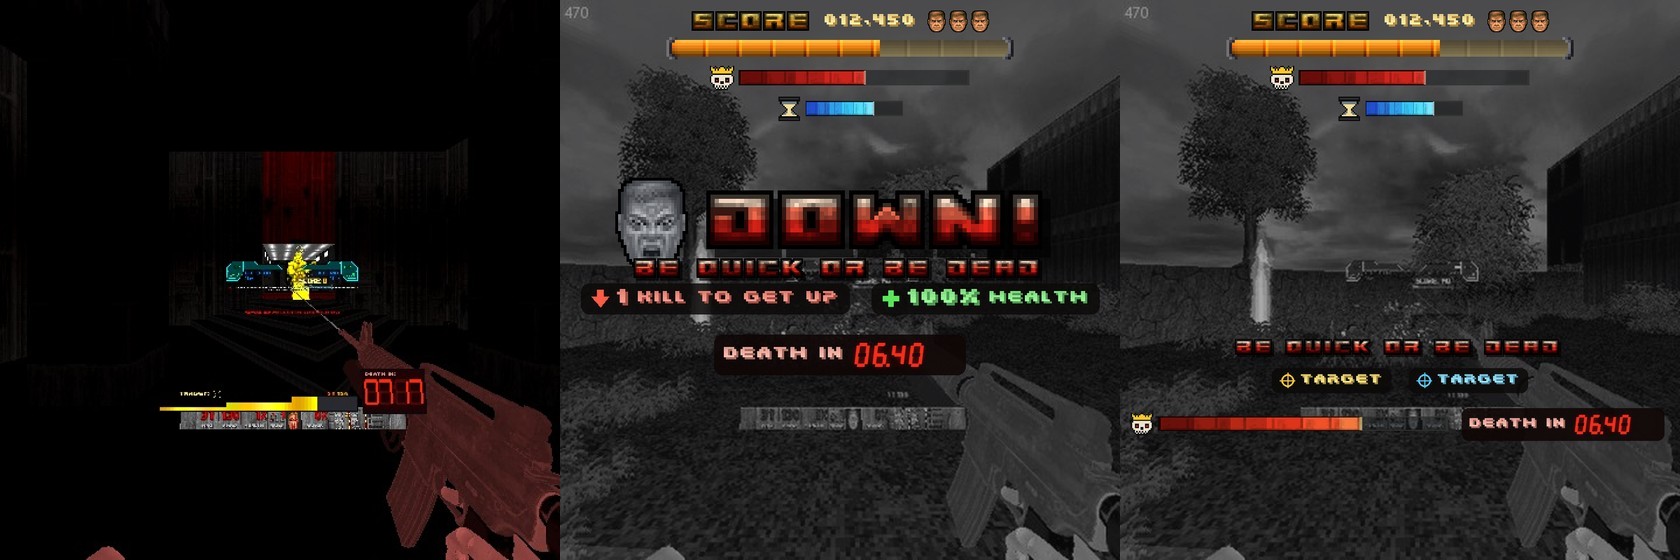 DEATH IN:
07.17
470
SCORE 012,450
DOWN!
BE QUICK OR BE DEAD
1 KILL TO GET UP
+100% HEALTH
DEATH IN 06.40
470
SCORE 012,450
BE QUICK OR BE DEAD
TARGET TARGET
DEATH IN 06.40